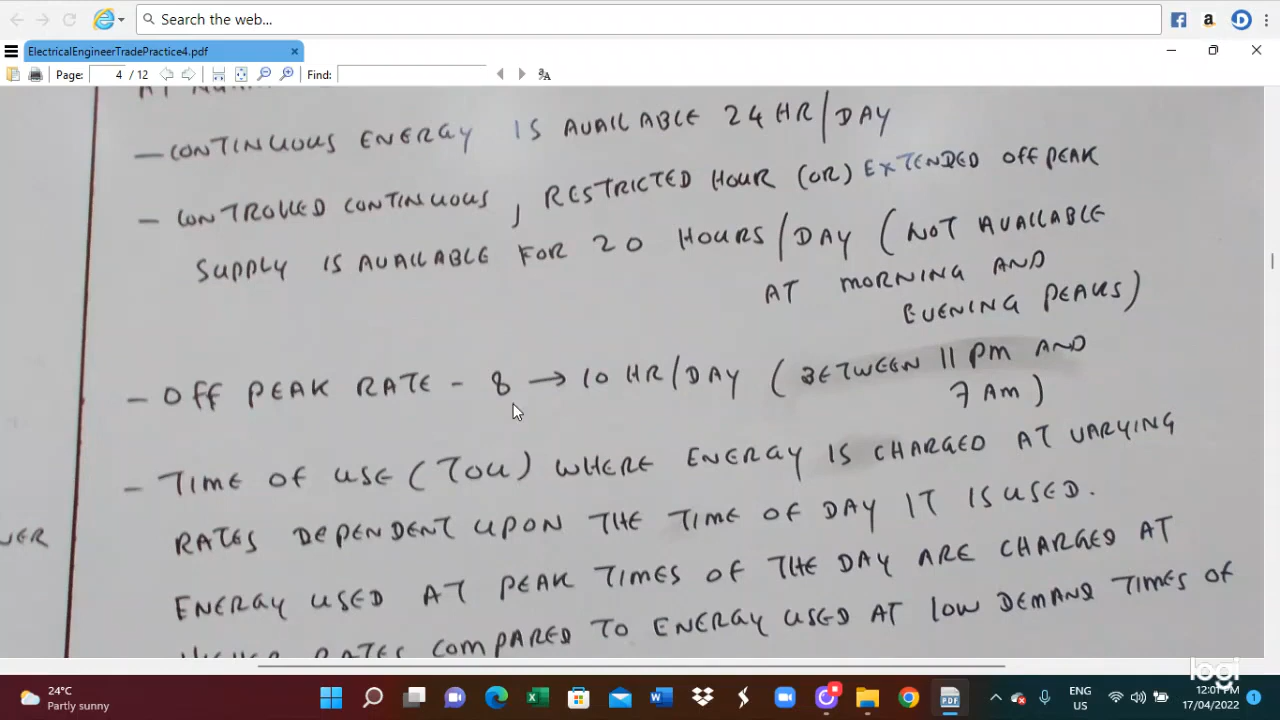 Search the web...
ElectricalEngineerTradePractice4.pdf
Page: 4 / 12 Find:
- CONTINUOUS ENERGY IS AVAILABLE 24 HR/DAY
- CONTROLLED CONTINUOUS, RESTRICTED HOUR (OR) EXTENDED OFF PEAK
SUPPLY IS AVAILABLE FOR 20 HOURS/DAY (NOT AVAILABLE
AT MORNING AND
EVENING PEAKS)
- OFF PEAK RATE - 8 → 10 HR/DAY (BETWEEN 11 PM AND
7 AM)
- TIME OF USE (TOU) WHERE ENERGY IS CHARGED AT VARYING
RATES DEPENDENT UPON THE TIME OF DAY IT IS USED.
ENERGY USED AT PEAK TIMES OF THE DAY ARE CHARGED AT
HIGHER RATES COMPARED TO ENERGY USED AT LOW DEMAND TIMES OF
logi
24°C
Partly sunny
ENG
US
12:01 PM
17/04/2022